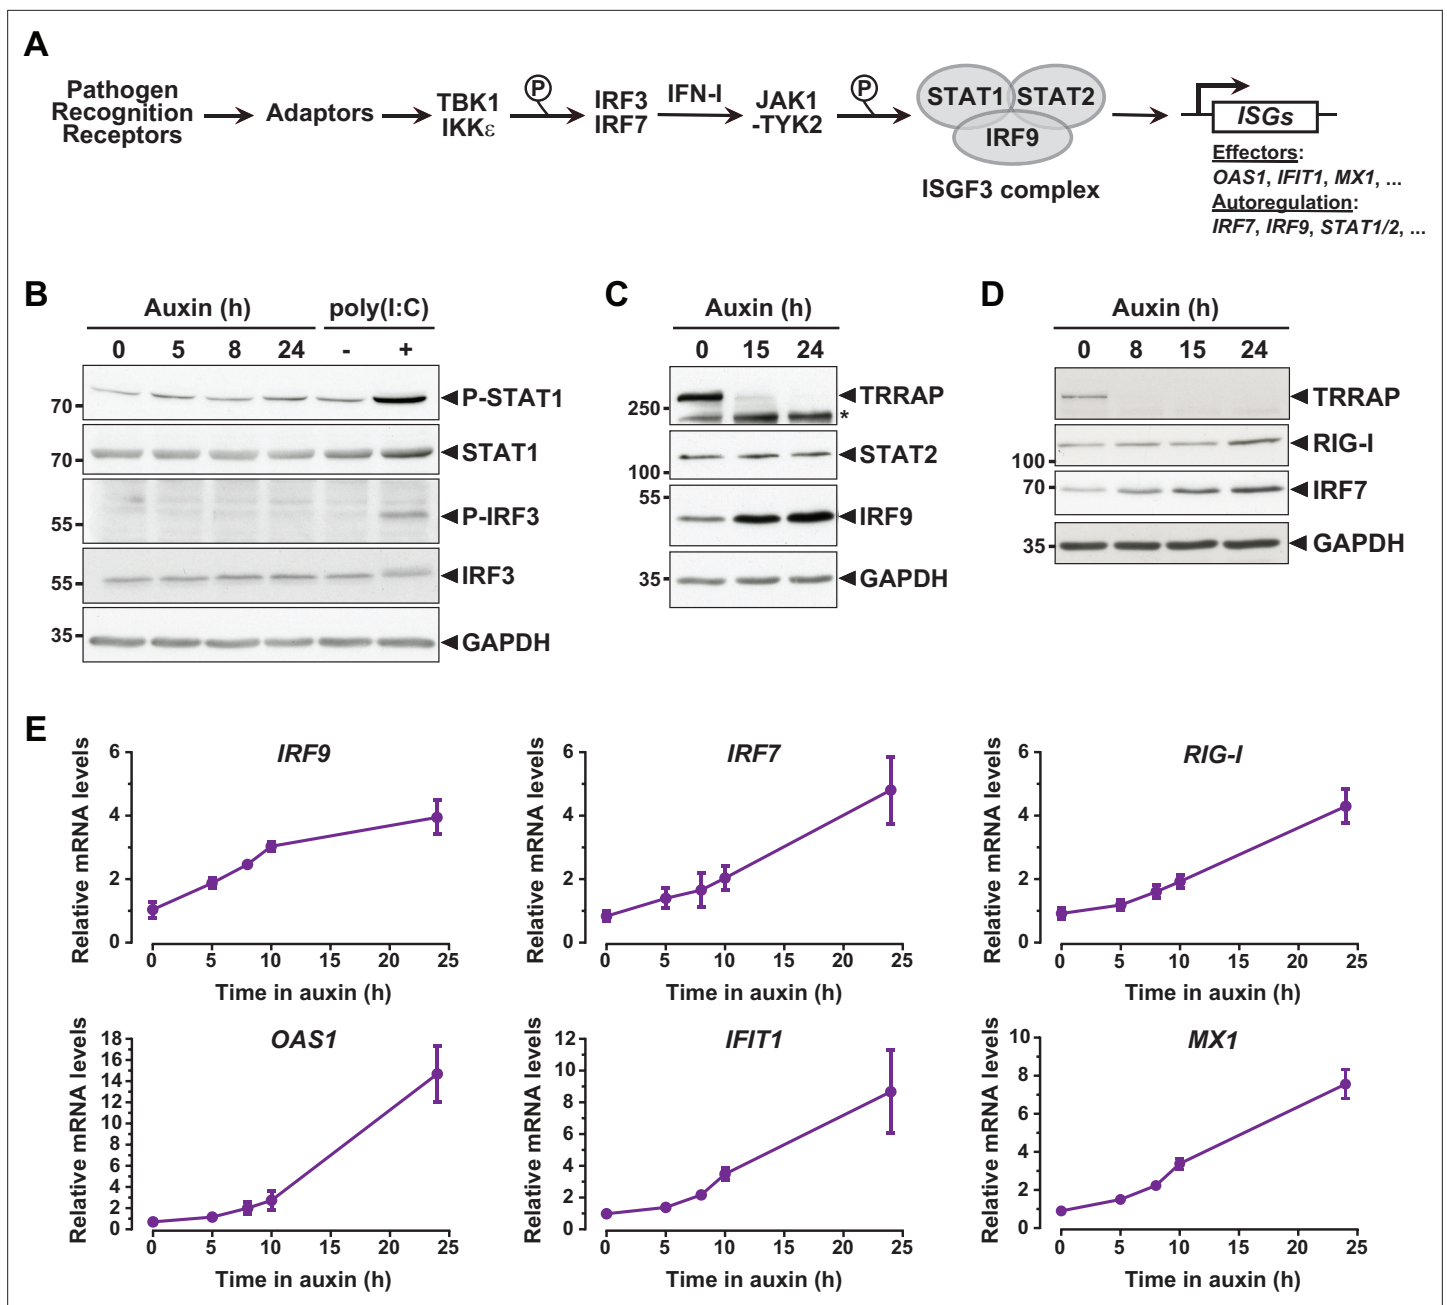 A
Pathogen
Recognition
Receptors
Adaptors
TBK1
IKKε
P
IRF3
IRF7
IFN-I
JAK1
-TYK2
P
STAT1
STAT2
IRF9
ISGF3 complex
ISGs
Effectors:
OAS1, IFIT1, MX1, ...
Autoregulation:
IRF7, IRF9, STAT1/2, ...
B
Auxin (h)
poly(I:C)
0 5 8 24 - +
70
P-STAT1
70
STAT1
55
P-IRF3
55
IRF3
35
GAPDH
C
Auxin (h)
0 15 24
TRRAP
250
*
STAT2
100
55
IRF9
35
GAPDH
D
Auxin (h)
0 8 15 24
TRRAP
RIG-I
100
70
IRF7
35
GAPDH
E
IRF9
Relative mRNA levels
6
4
2
0
0 5 10 15 20 25
Time in auxin (h)
IRF7
Relative mRNA levels
6
4
2
0
0 5 10 15 20 25
Time in auxin (h)
RIG-I
Relative mRNA levels
6
4
2
0
0 5 10 15 20 25
Time in auxin (h)
OAS1
Relative mRNA levels
18
16
14
12
10
8
6
4
2
0
0 5 10 15 20 25
Time in auxin (h)
IFIT1
Relative mRNA levels
12
10
8
6
4
2
0
0 5 10 15 20 25
Time in auxin (h)
MX1
Relative mRNA levels
10
8
6
4
2
0
0 5 10 15 20 25
Time in auxin (h)